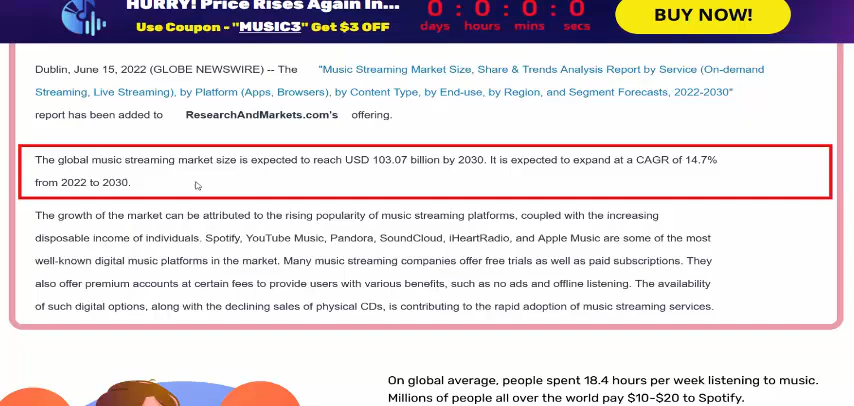 HURRY! Price Rises Again In...
Use Coupon - "MUSIC3" Get $3 OFF
0 : 0 : 0 : 0
days hours mins secs
BUY NOW!
Dublin, June 15, 2022 (GLOBE NEWSWIRE) -- The "Music Streaming Market Size, Share & Trends Analysis Report by Service (On-demand
Streaming, Live Streaming), by Platform (Apps, Browsers), by Content Type, by End-use, by Region, and Segment Forecasts, 2022-2030"
report has been added to ResearchAndMarkets.com's offering.
The global music streaming market size is expected to reach USD 103.07 billion by 2030. It is expected to expand at a CAGR of 14.7%
from 2022 to 2030.
The growth of the market can be attributed to the rising popularity of music streaming platforms, coupled with the increasing
disposable income of individuals. Spotify, YouTube Music, Pandora, SoundCloud, iHeartRadio, and Apple Music are some of the most
well-known digital music platforms in the market. Many music streaming companies offer free trials as well as paid subscriptions. They
also offer premium accounts at certain fees to provide users with various benefits, such as no ads and offline listening. The availability
of such digital options, along with the declining sales of physical CDs, is contributing to the rapid adoption of music streaming services.
On global average, people spent 18.4 hours per week listening to music.
Millions of people all over the world pay $10-$20 to Spotify.